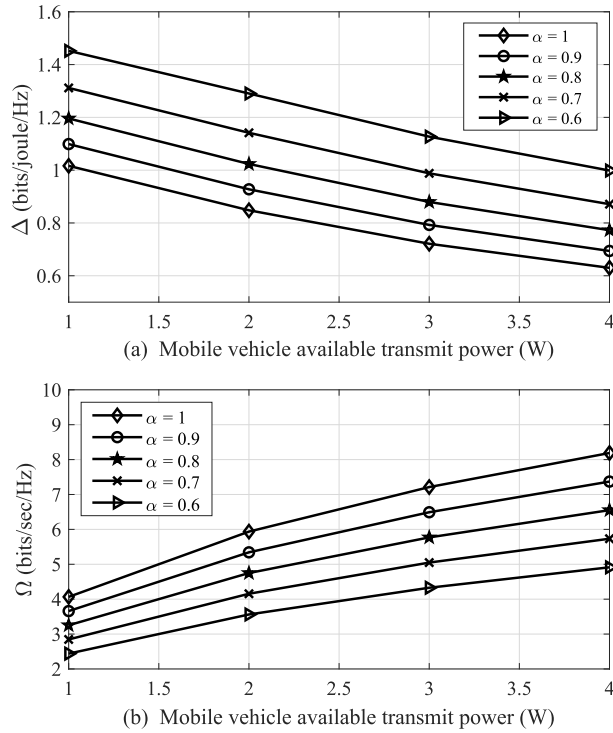 1.6
1.4
1.2
1
0.8
0.6
Δ (bits/joule/Hz)
α = 1
α = 0.9
α = 0.8
α = 0.7
α = 0.6
1 1.5 2 2.5 3 3.5 4
(a) Mobile vehicle available transmit power (W)
10
9
8
7
6
5
4
3
2
Ω (bits/sec/Hz)
α = 1
α = 0.9
α = 0.8
α = 0.7
α = 0.6
1 1.5 2 2.5 3 3.5 4
(b) Mobile vehicle available transmit power (W)